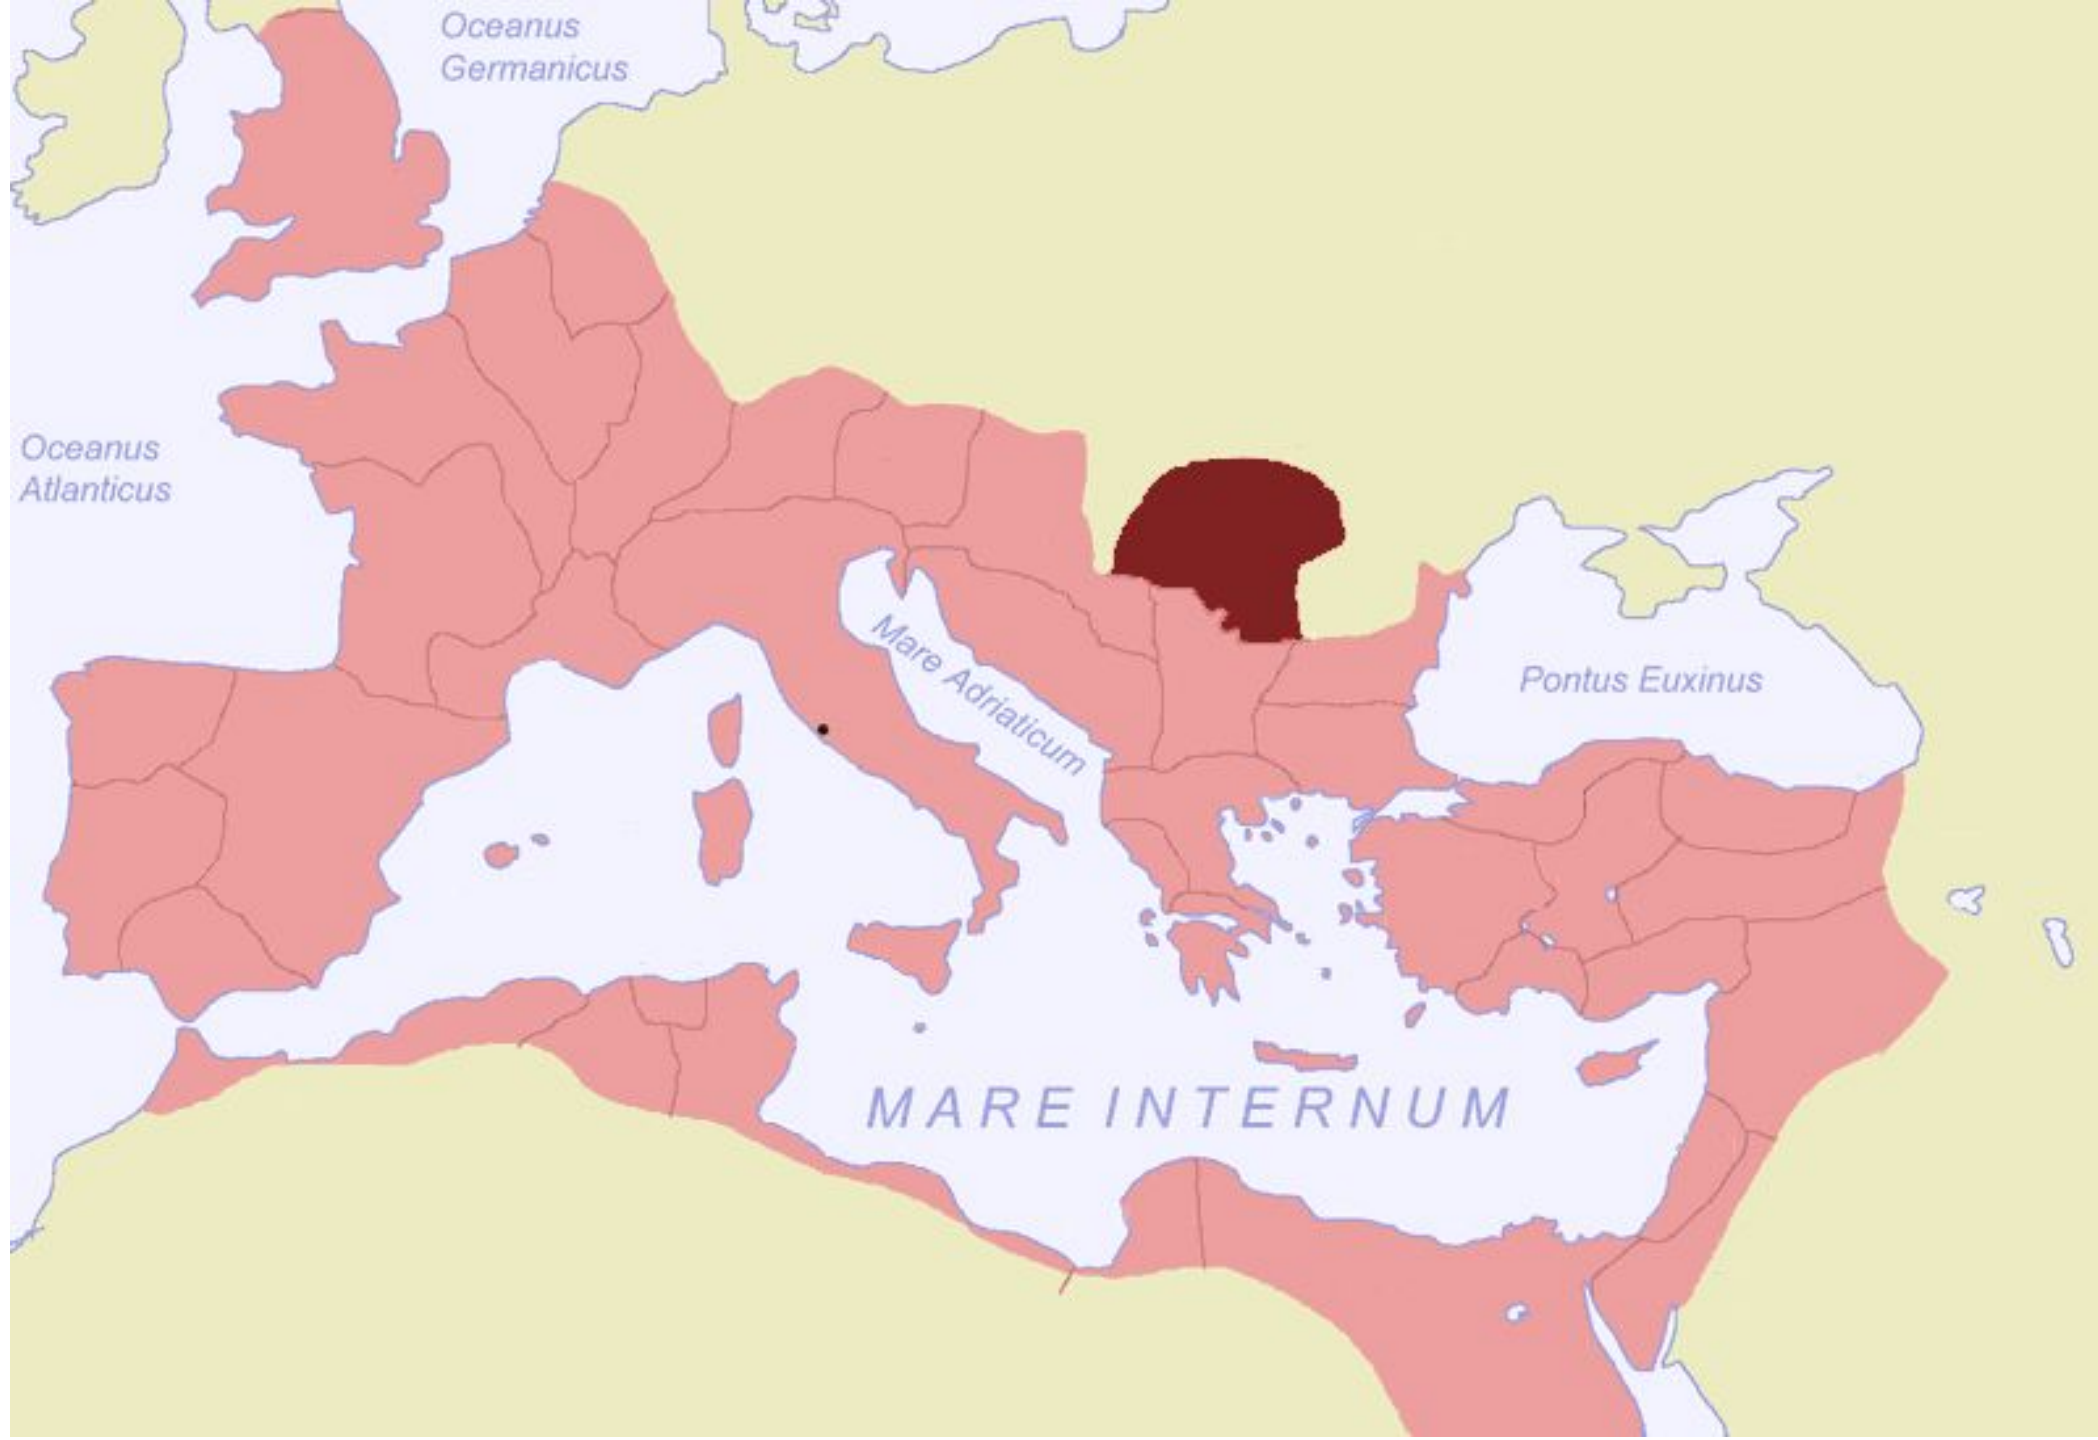 Oceanus
Germanicus
Oceanus
Atlanticus
Mare Adriaticum
Pontus Euxinus
MARE INTERNUM